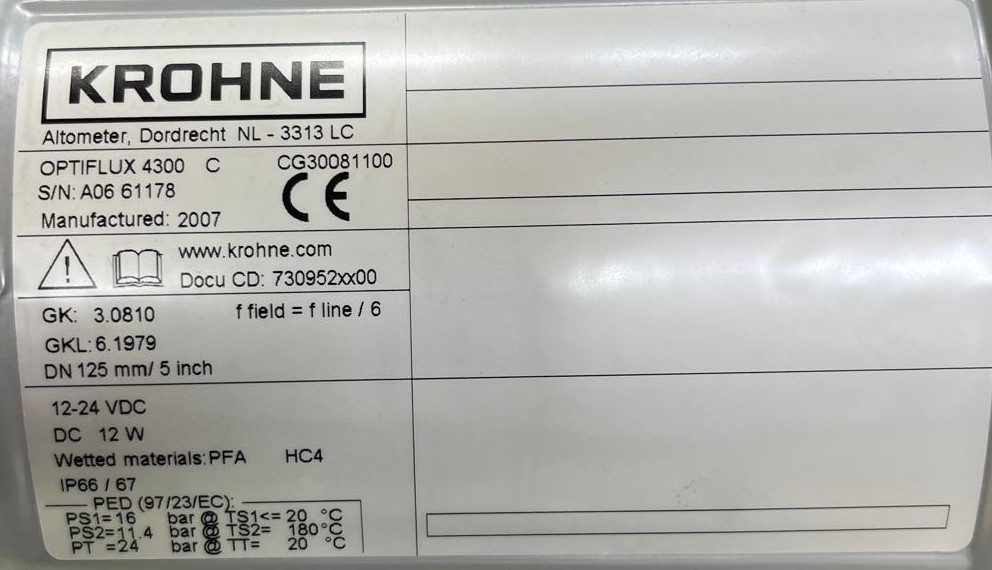 KROHNE
Altometer, Dordrecht NL - 3313 LC
OPTIFLUX 4300 C CG30081100
S/N: A06 61178
CE
Manufactured: 2007
www.krohne.com
Docu CD: 730952xx00
GK: 3.0810 f field = f line / 6
GKL: 6.1979
DN 125 mm/ 5 inch
12-24 VDC
DC 12 W
Wetted materials: PFA HC4
IP66 / 67
PED (97/23/EC):
PS1=16 bar @ TS1<= 20 °C
PS2=11.4 bar @ TS2= 180°C
PT =24 bar @ TT= 20 °C